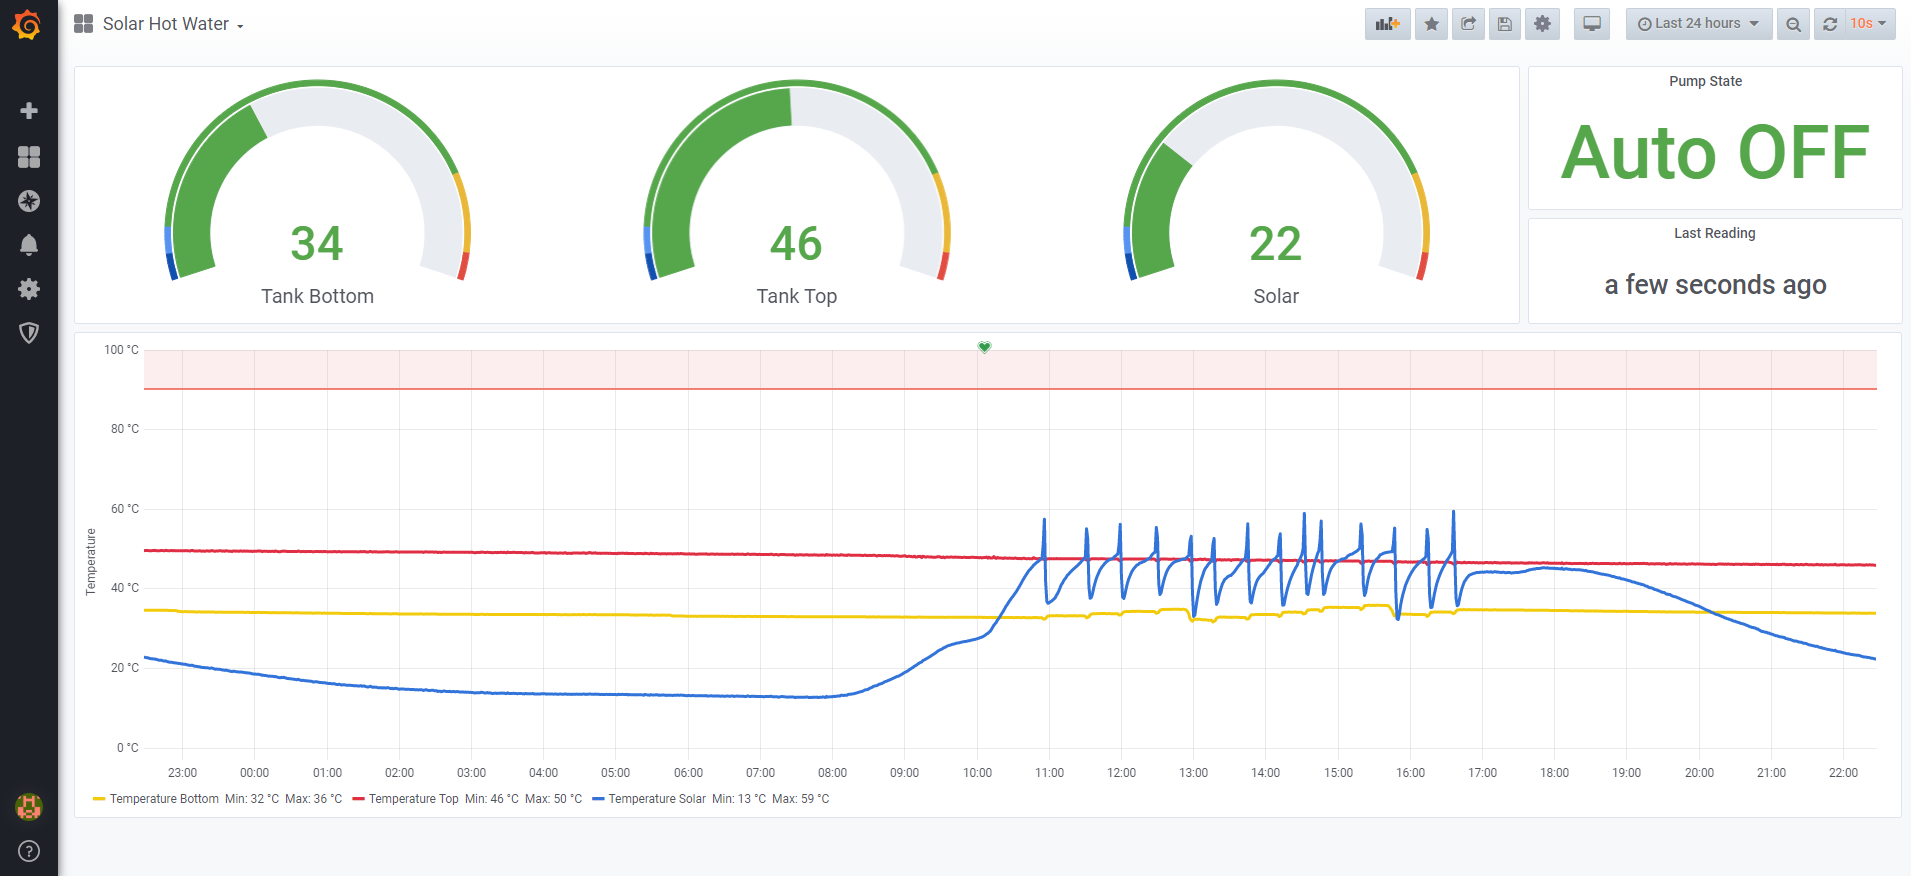 Solar Hot Water
Last 24 hours
10s
34
Tank Bottom
46
Tank Top
22
Solar
Pump State
Auto OFF
Last Reading
a few seconds ago
Temperature
100 °C
80 °C
60 °C
40 °C
20 °C
0 °C
23:00 00:00 01:00 02:00 03:00 04:00 05:00 06:00 07:00 08:00 09:00 10:00 11:00 12:00 13:00 14:00 15:00 16:00 17:00 18:00 19:00 20:00 21:00 22:00
Temperature Bottom Min: 32 °C Max: 36 °C Temperature Top Min: 46 °C Max: 50 °C Temperature Solar Min: 13 °C Max: 59 °C